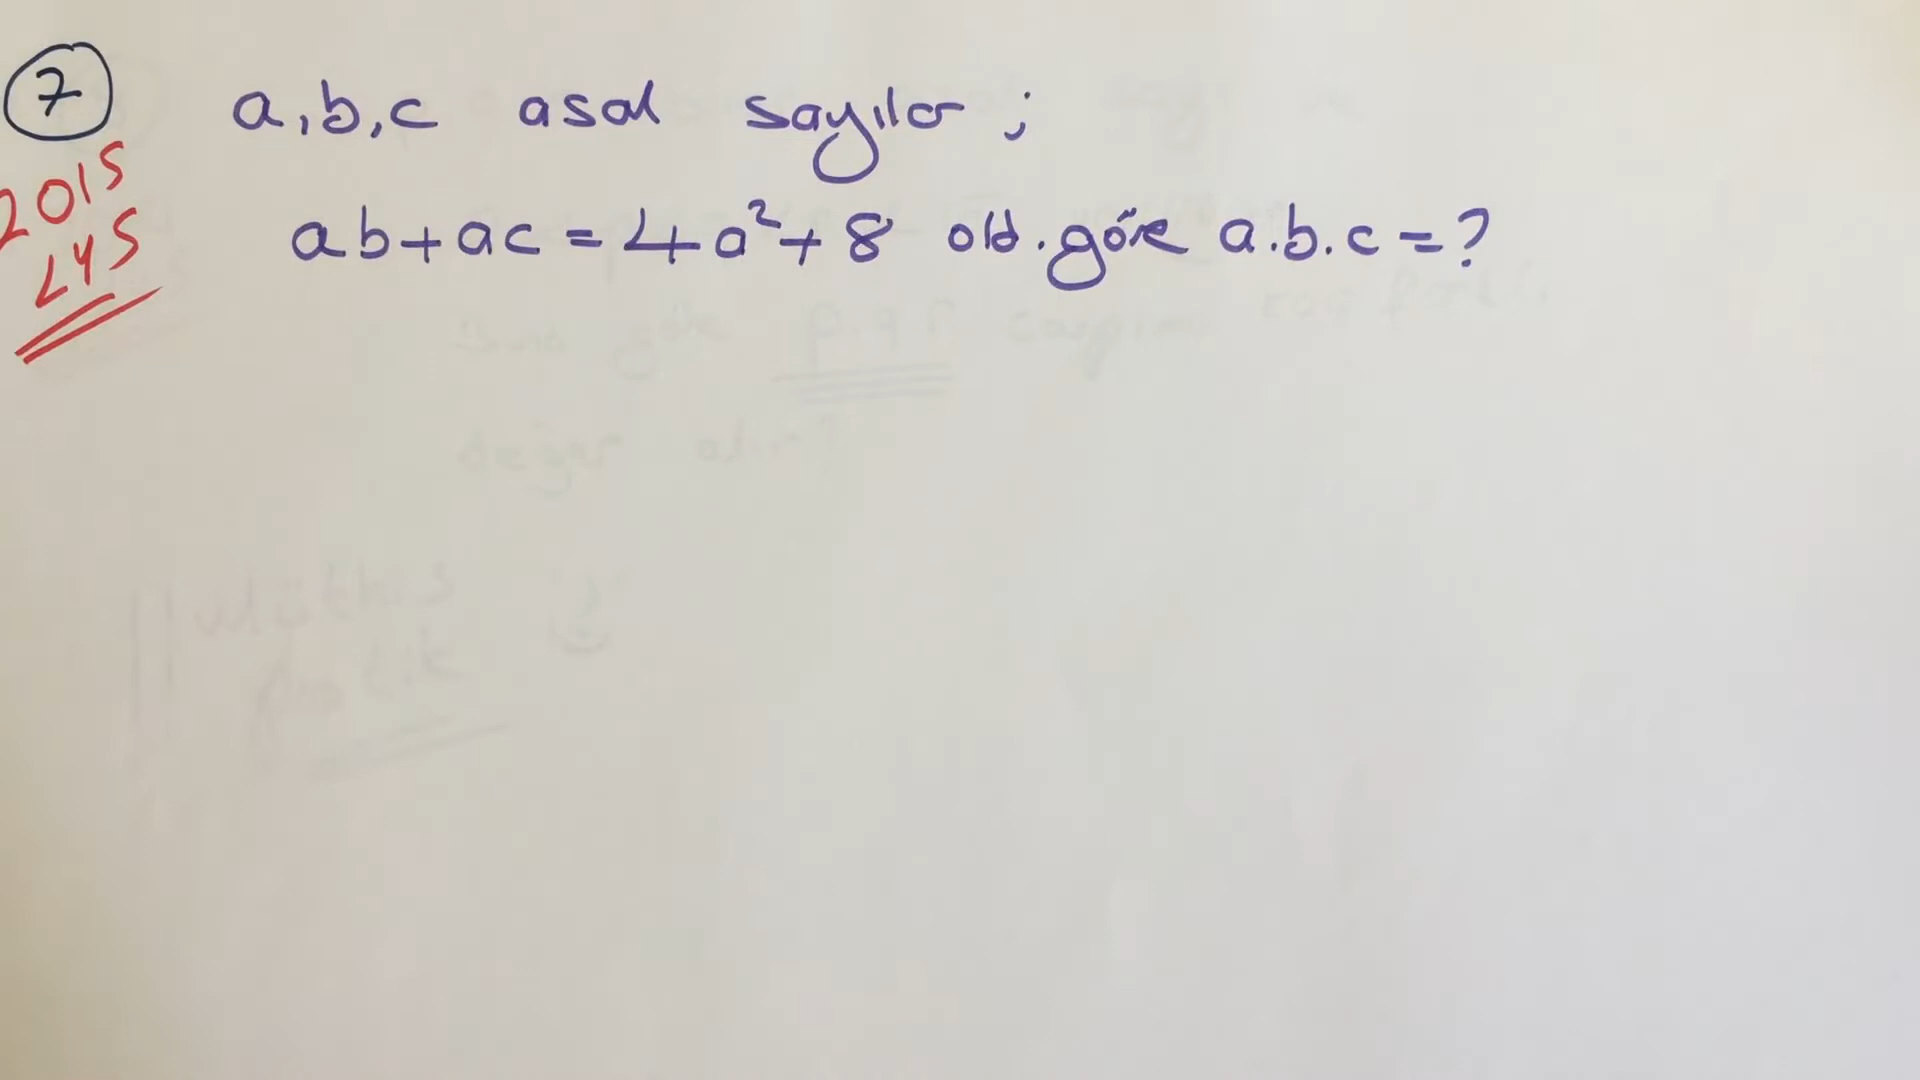 7
a,b,c asal sayılar ;
2015
LYS
ab+ac = 4a²+8 old. göre a.b.c = ?